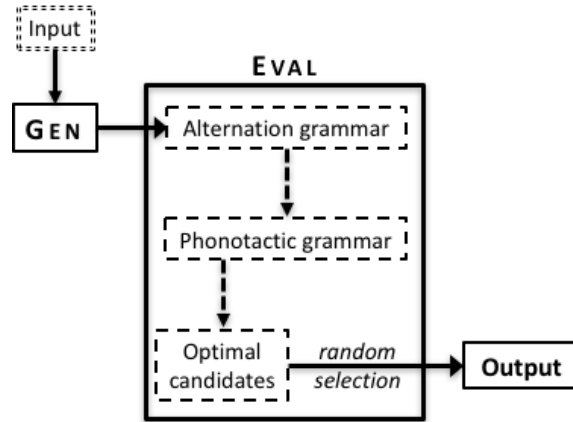 Input
EVAL
GEN
Alternation grammar
Phonotactic grammar
Optimal
candidates
random
selection
Output